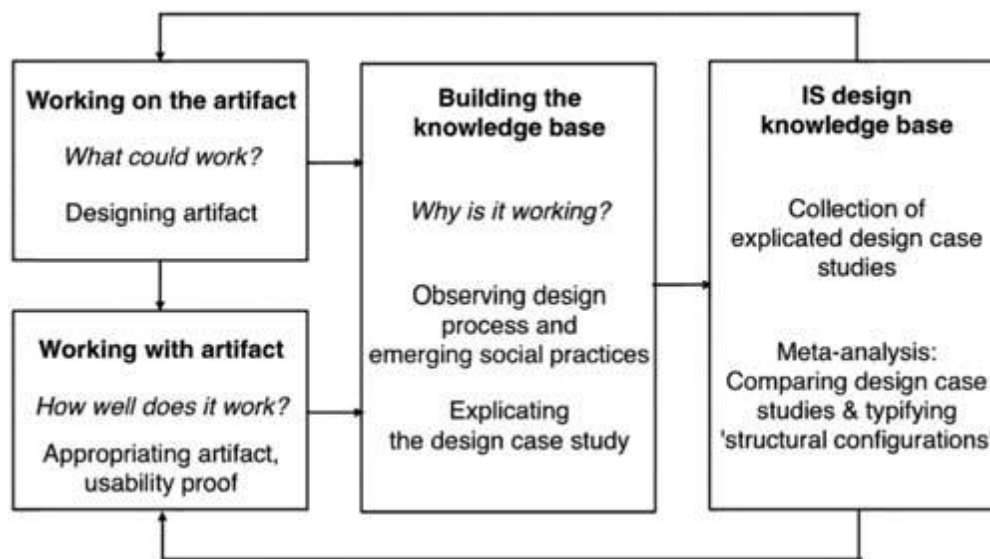 Working on the artifact
What could work?
Designing artifact
Working with artifact
How well does it work?
Appropriating artifact,
usability proof
Building the
knowledge base
Why is it working?
Observing design
process and
emerging social practices
Explicating
the design case study
IS design
knowledge base
Collection of
explicated design case
studies
Meta-analysis:
Comparing design case
studies & typifying
'structural configurations'